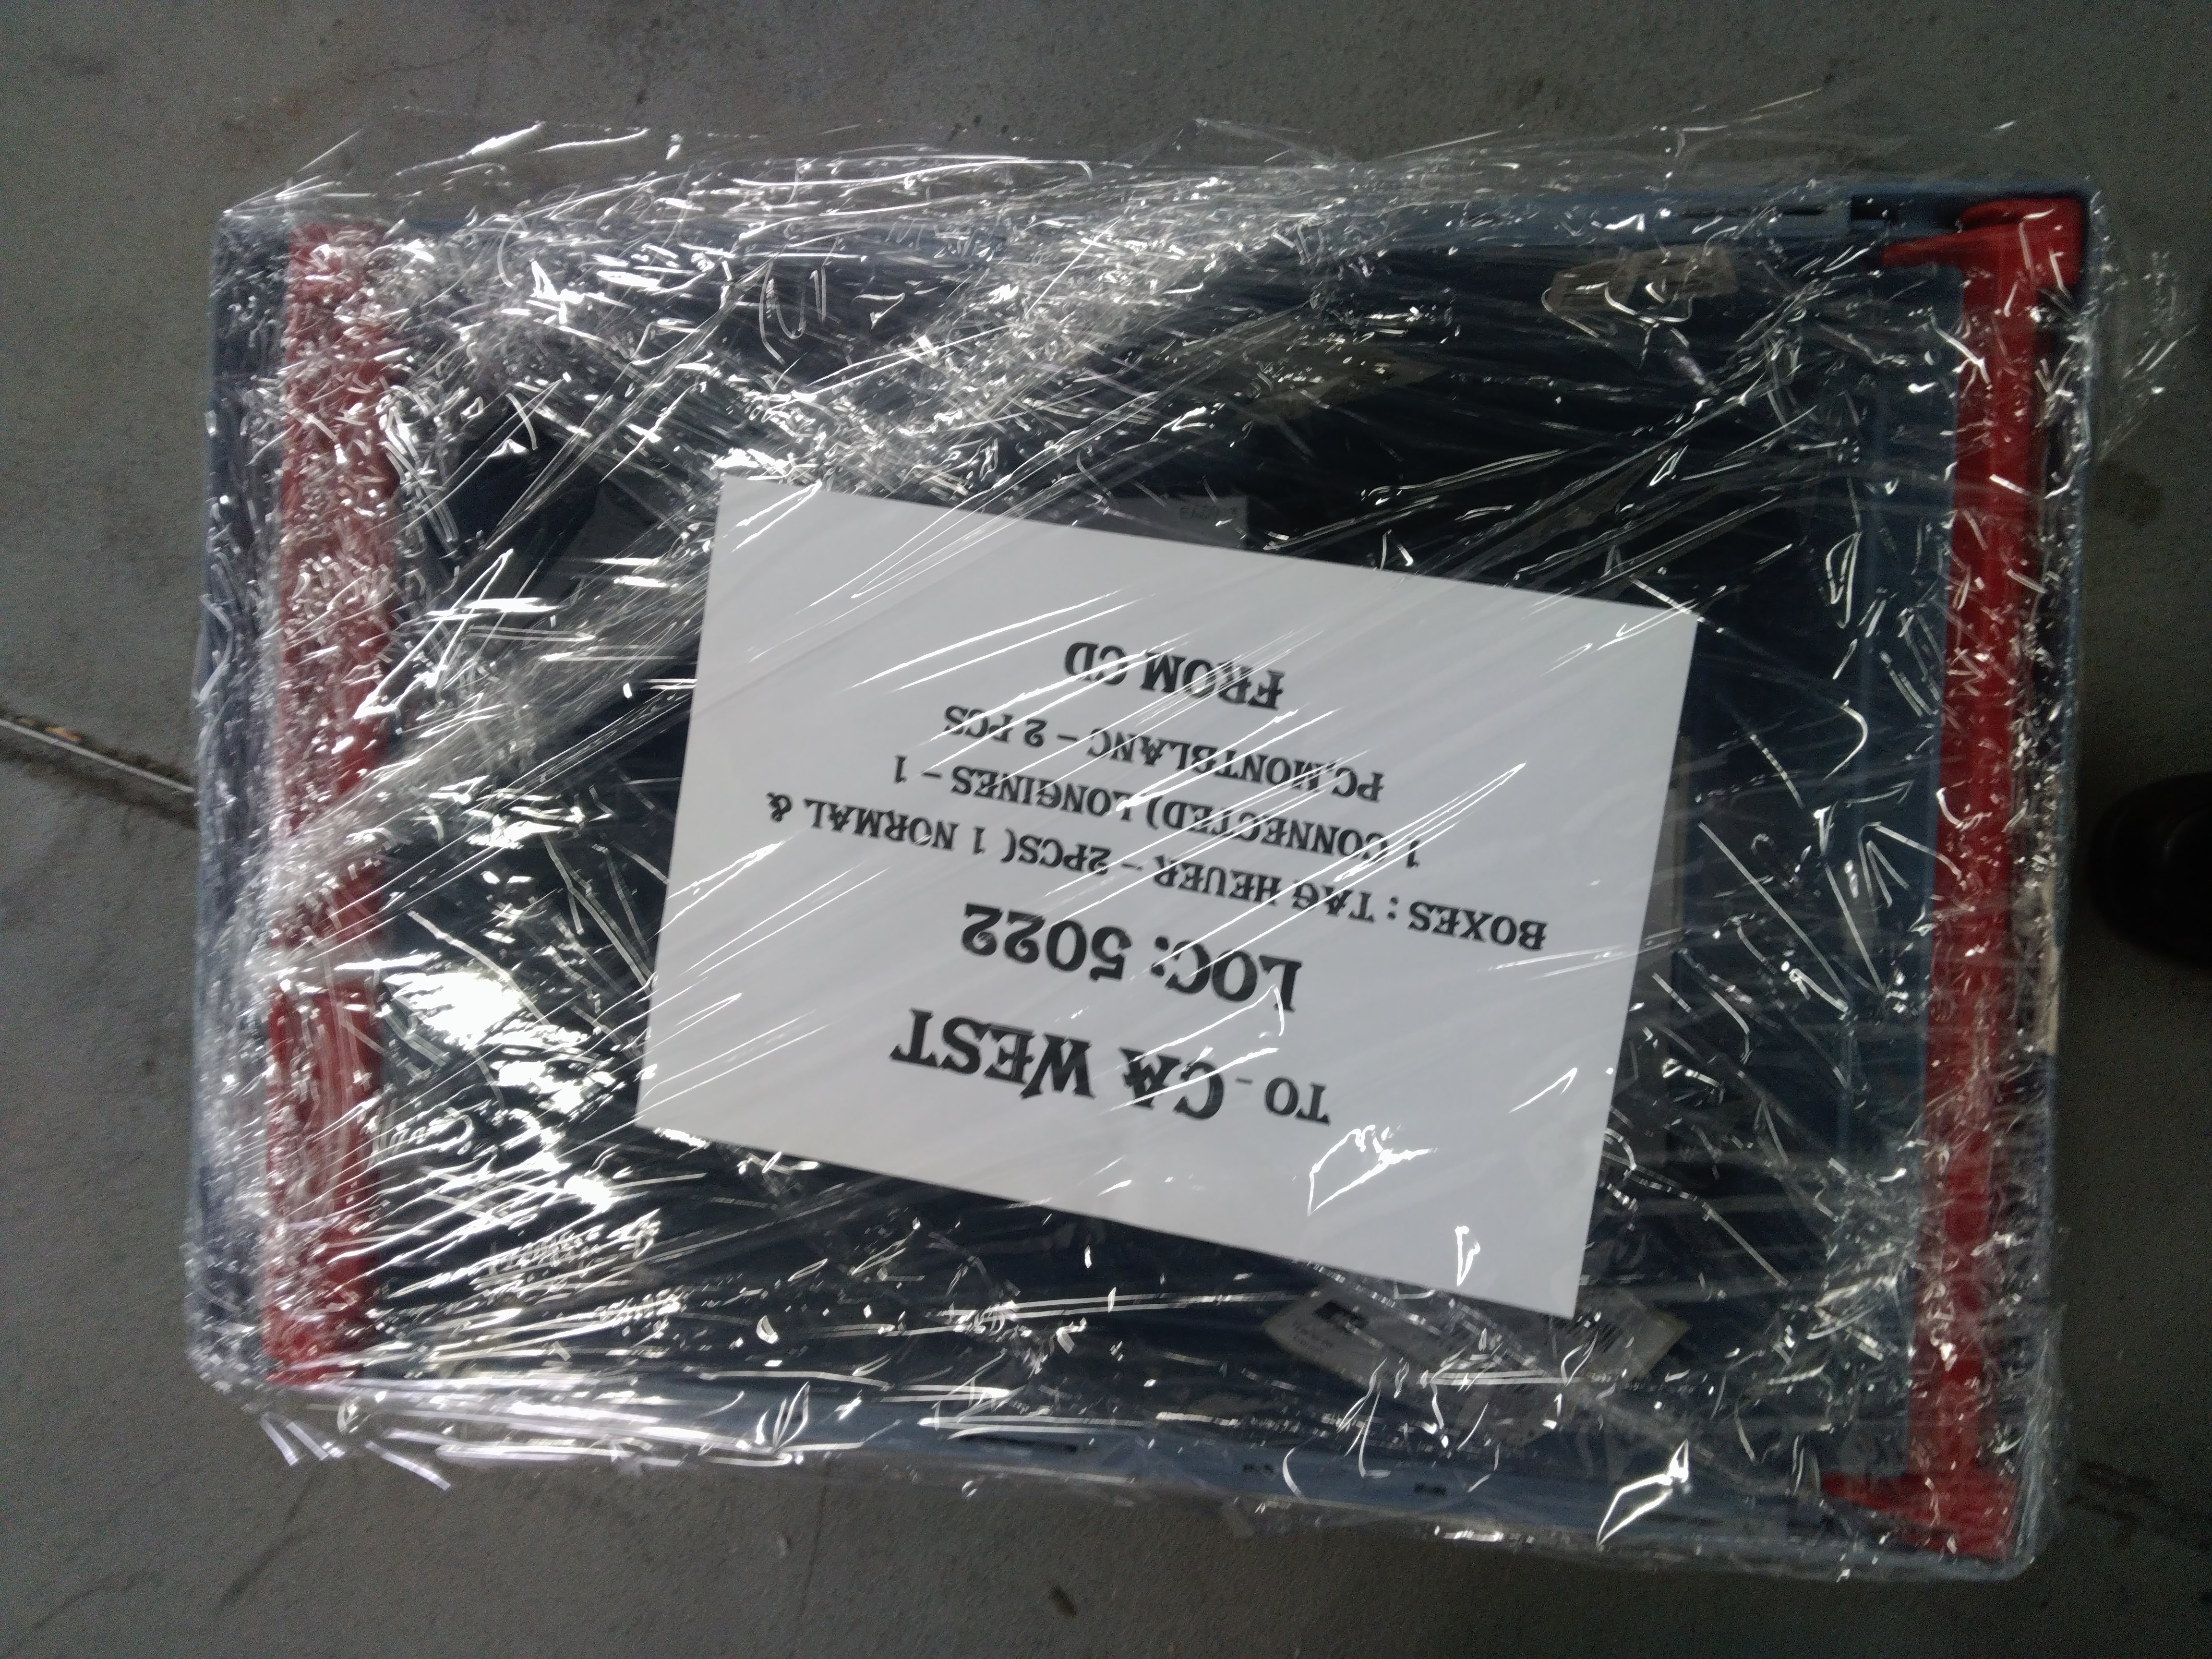 TO - CA WEST
LOC: 5022
BOXES : TAG HEUER – 2PCS( 1 NORMAL &
1 CONNECTED) LONGINES – 1
PC,MONTBLANC – 2 PCS
FROM CD